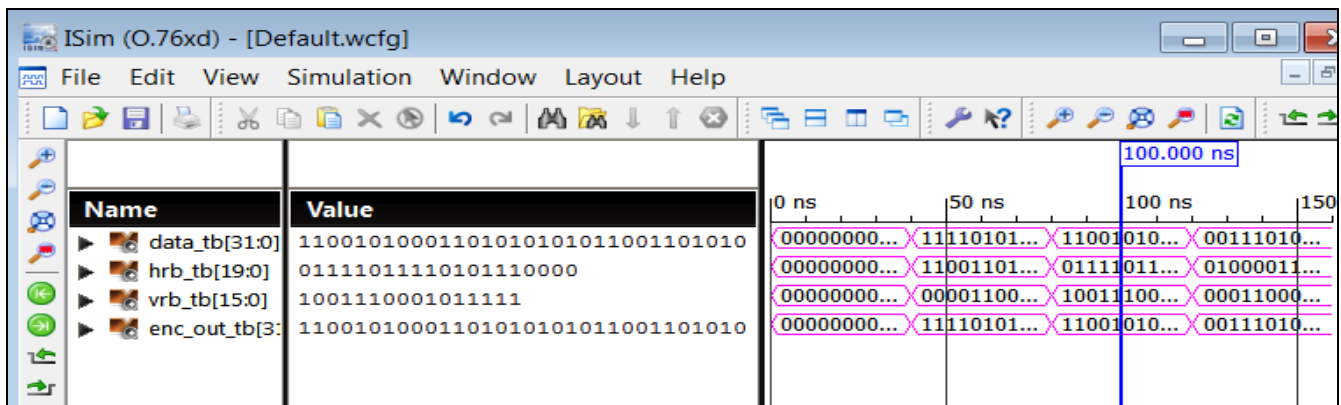 ISim (O.76xd) - [Default.wcfg]
File Edit View Simulation Window Layout Help
100.000 ns
Name Value 0 ns 50 ns 100 ns 150
data_tb[31:0] 11001010001101010101011001101010 00000000... 11110101... 11001010... 00111010...
hrb_tb[19:0] 01111011110101110000 00000000... 11001101... 01111011... 01000011...
vrb_tb[15:0] 1001110001011111 00000000... 00001100... 10011100... 00011000...
enc_out_tb[3: 11001010001101010101011001101010 00000000... 11110101... 11001010... 00111010...